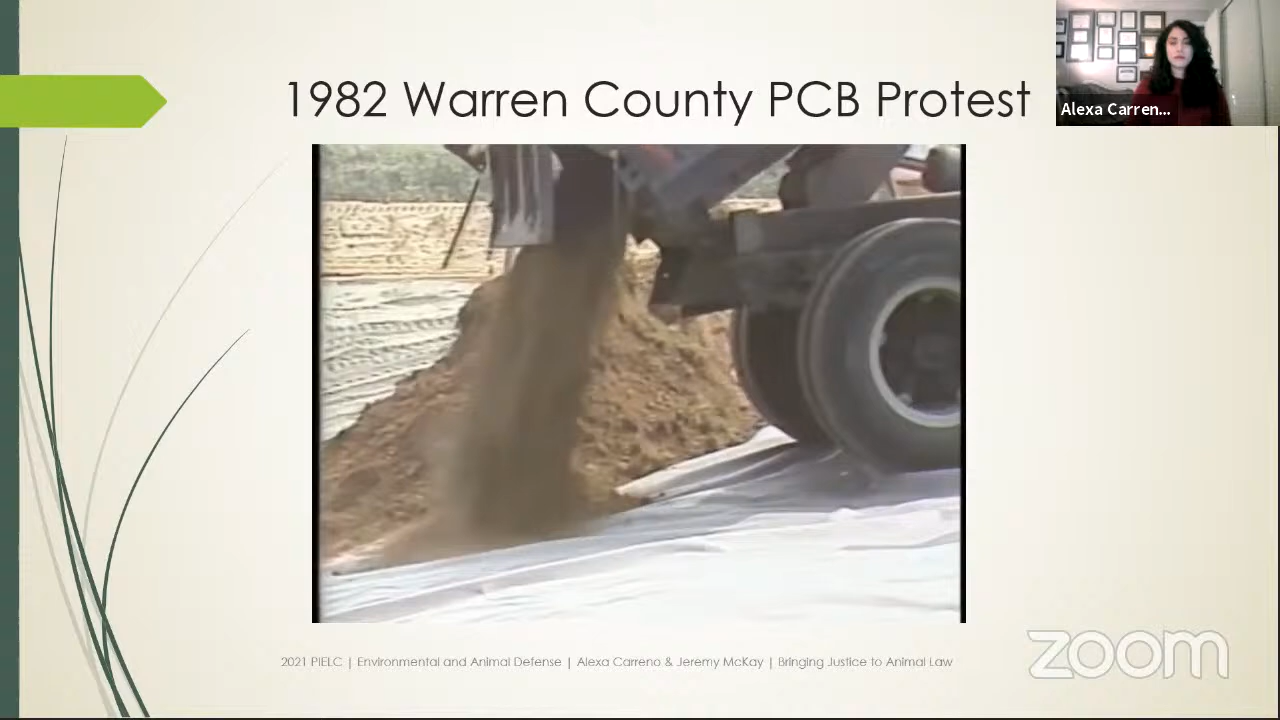 1982 Warren County PCB Protest
Alexa Carren...
2021 PIELC | Environmental and Animal Defense | Alexa Carreno & Jeremy McKay | Bringing Justice to Animal Law
zoom